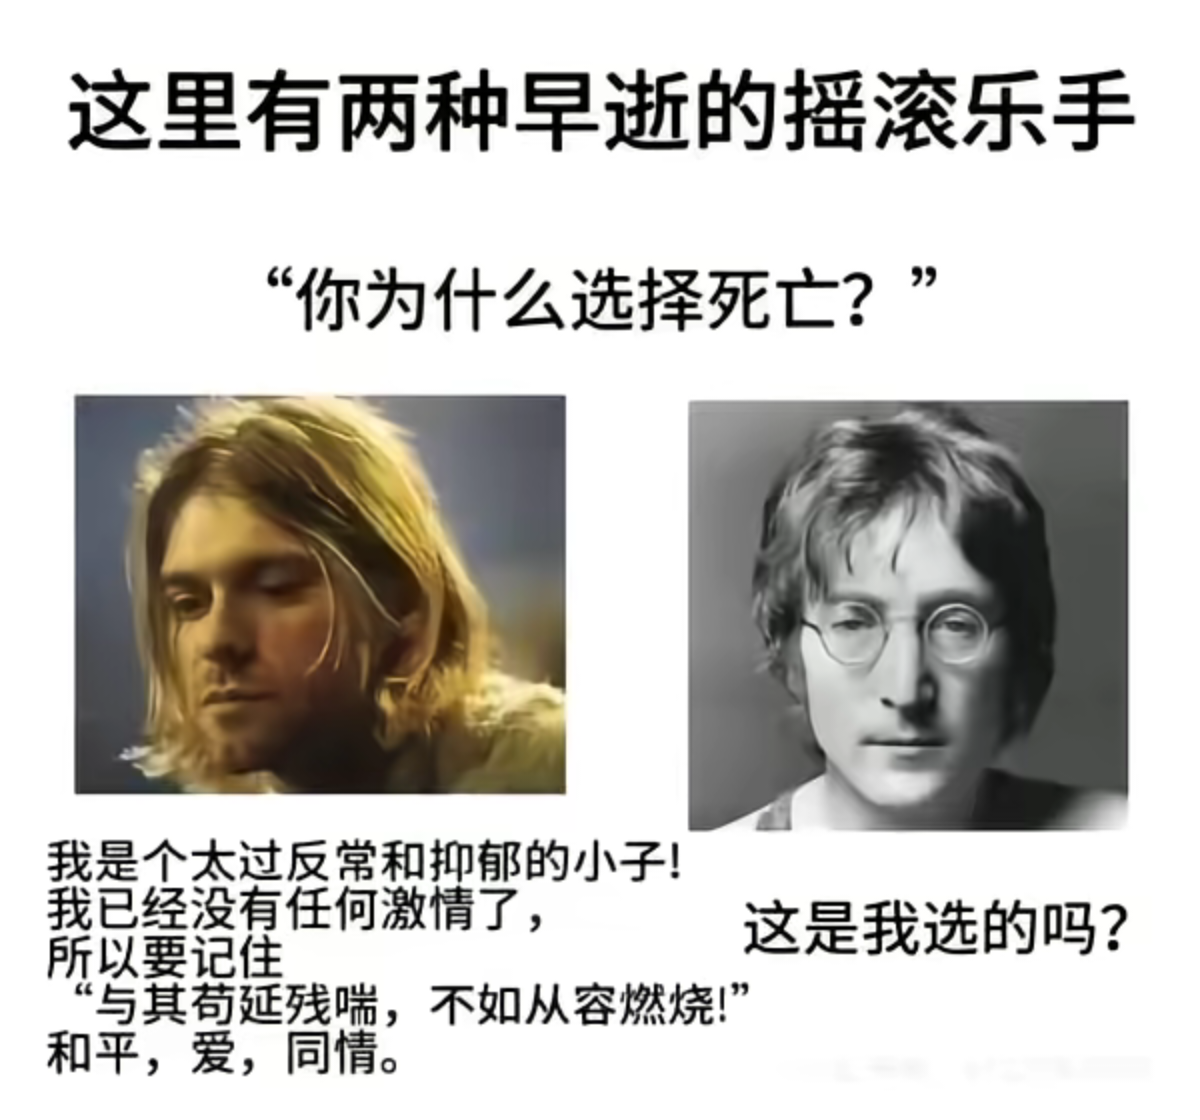 这里有两种早逝的摇滚乐手
“你为什么选择死亡？”
我是个太过反常和抑郁的小子！
我已经没有任何激情了，
所以要记住
“与其苟延残喘，不如从容燃烧！”
和平，爱，同情。
这是我选的吗？